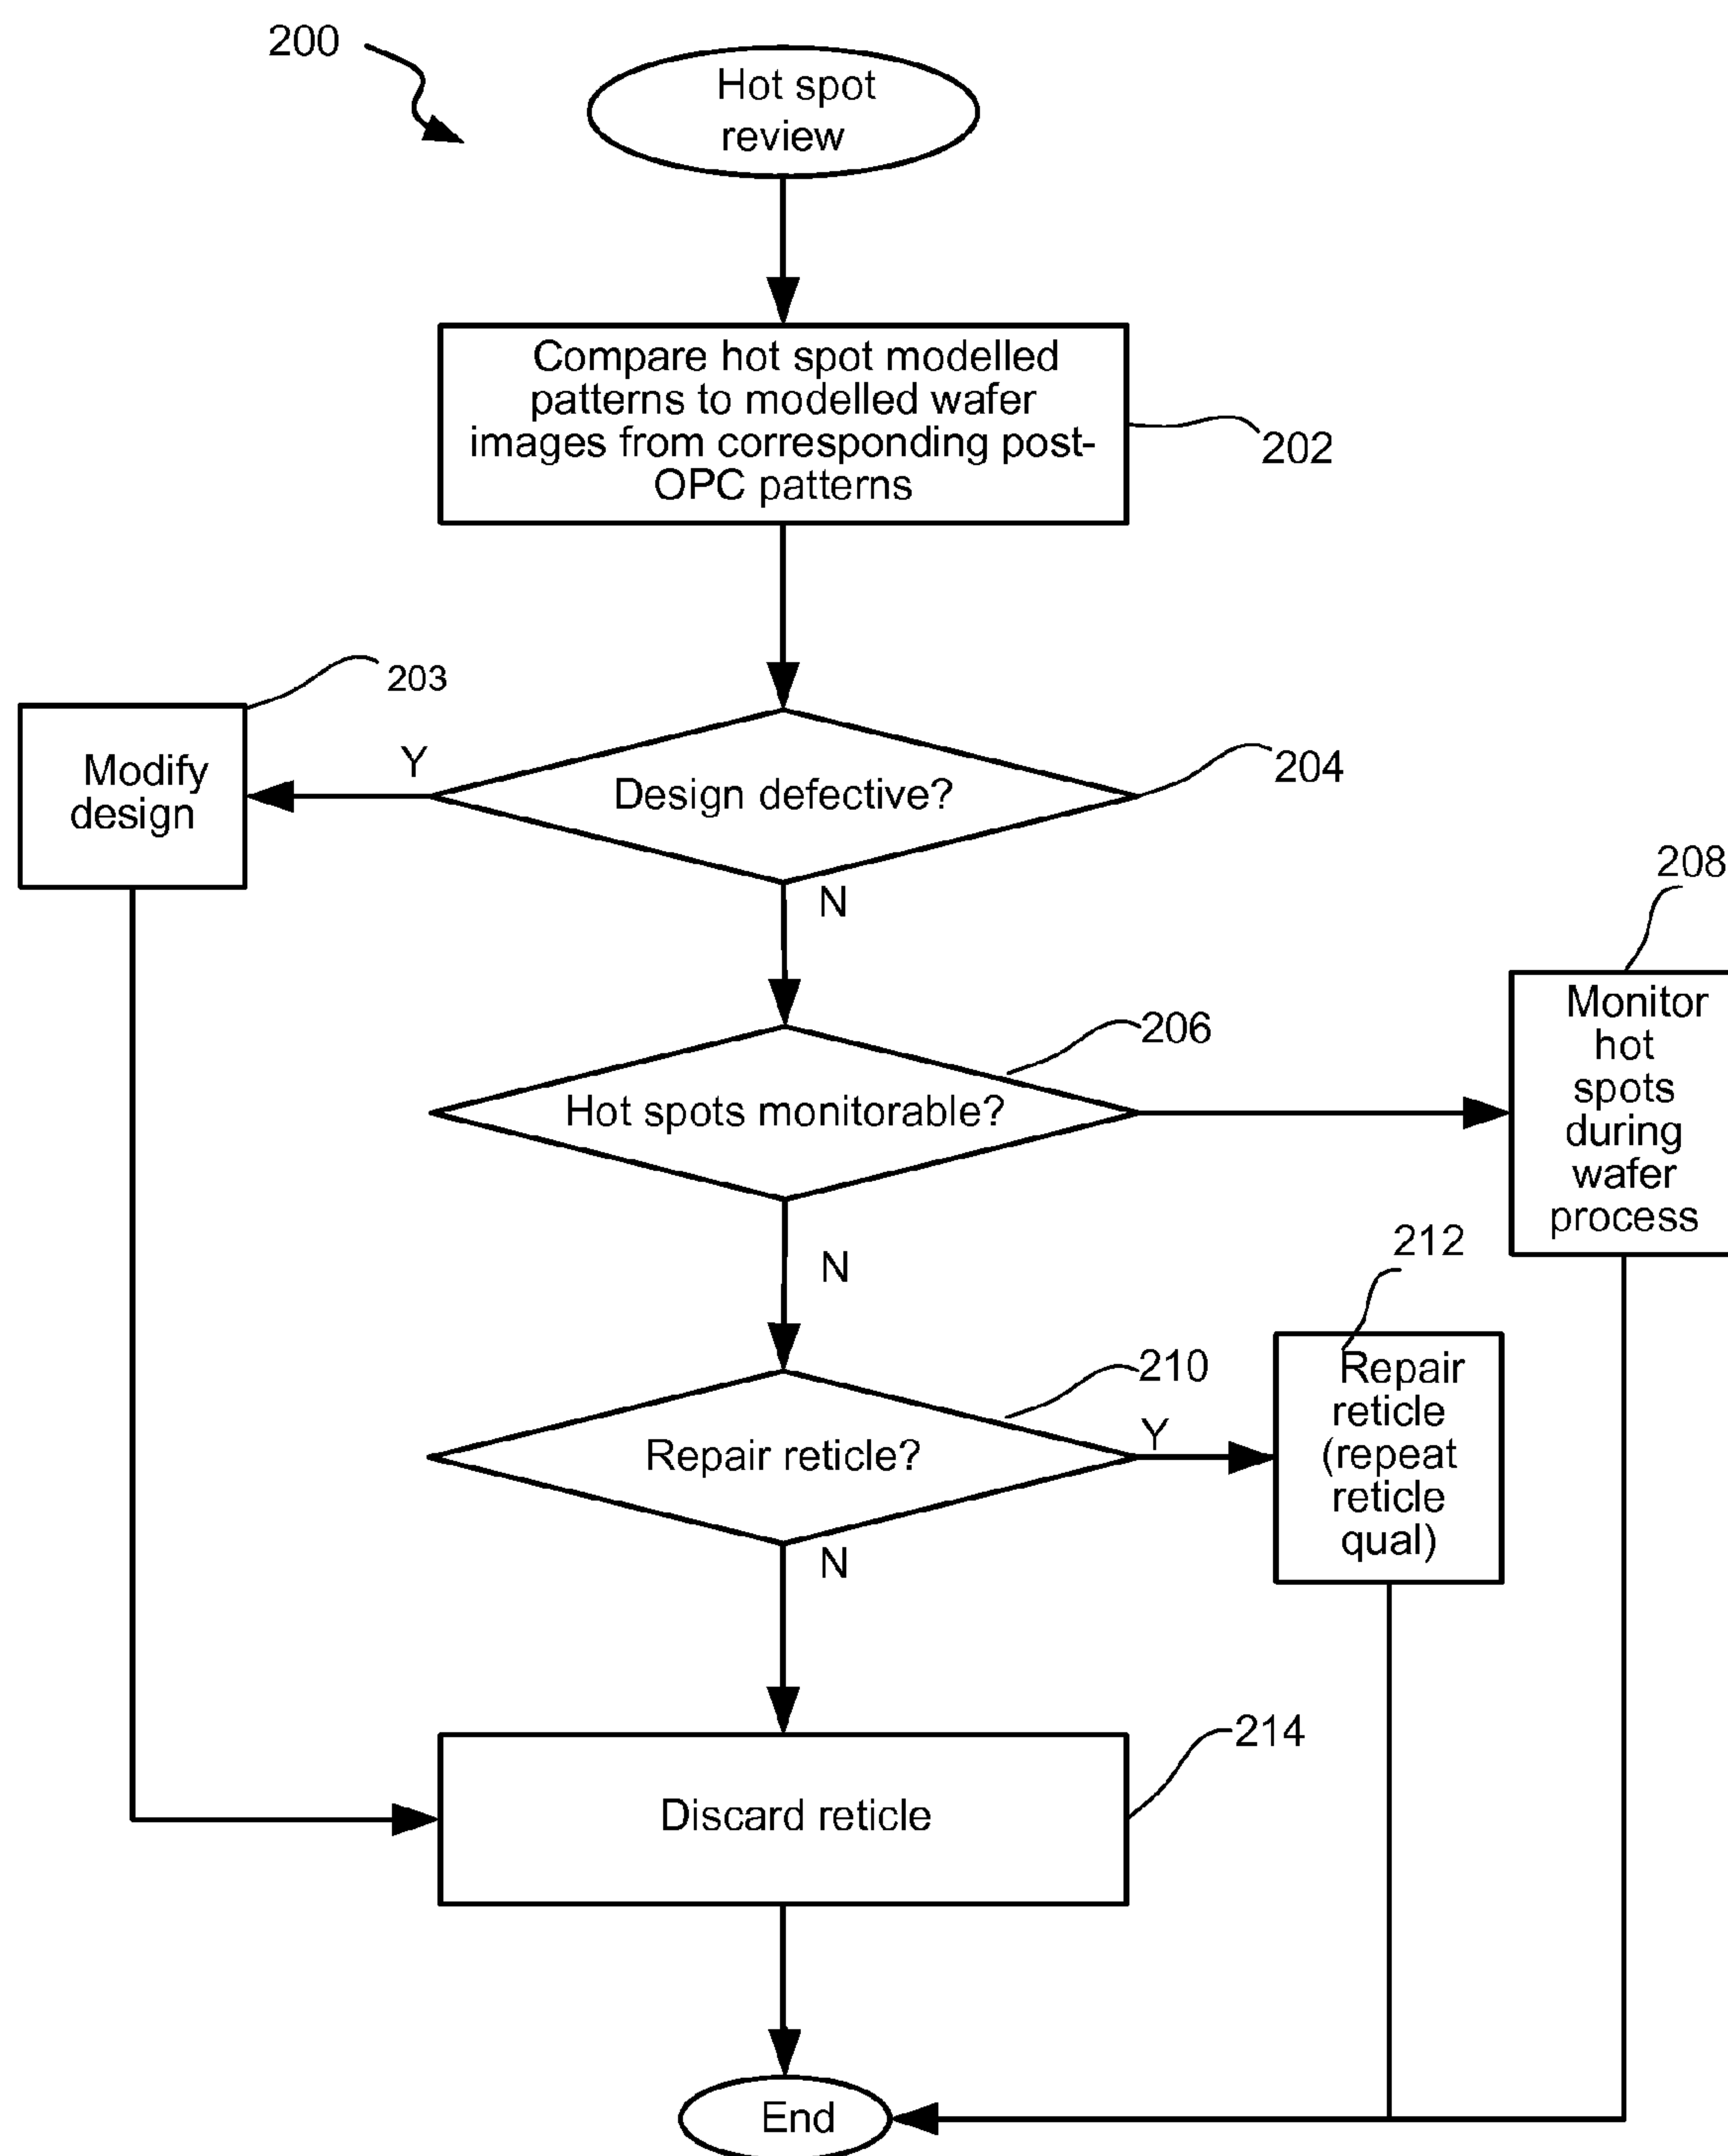 200
Hot spot
review
Compare hot spot modelled
patterns to modelled wafer
images from corresponding post-
OPC patterns
202
203
Modify
design
Y
Design defective?
204
N
208
Monitor
hot
spots
during
wafer
process
206
Hot spots monitorable?
N
212
Repair
reticle
(repeat
reticle
qual)
210
Repair reticle?
Y
N
214
Discard reticle
End